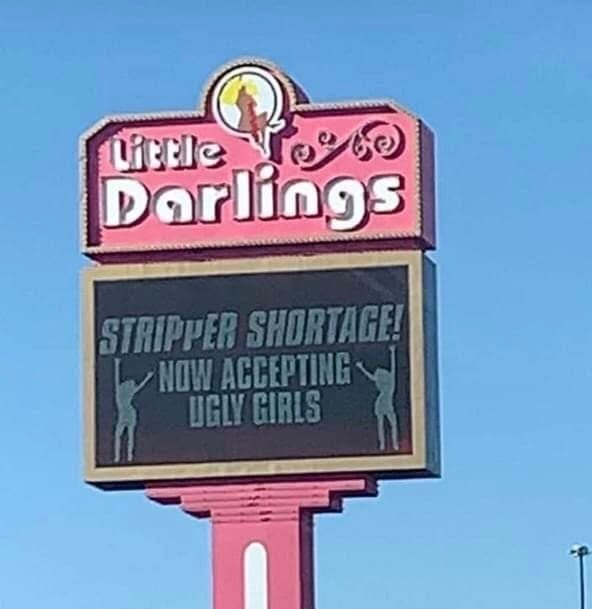 Little
Darlings
STRIPPER SHORTAGE!
NOW ACCEPTING
UGLY GIRLS